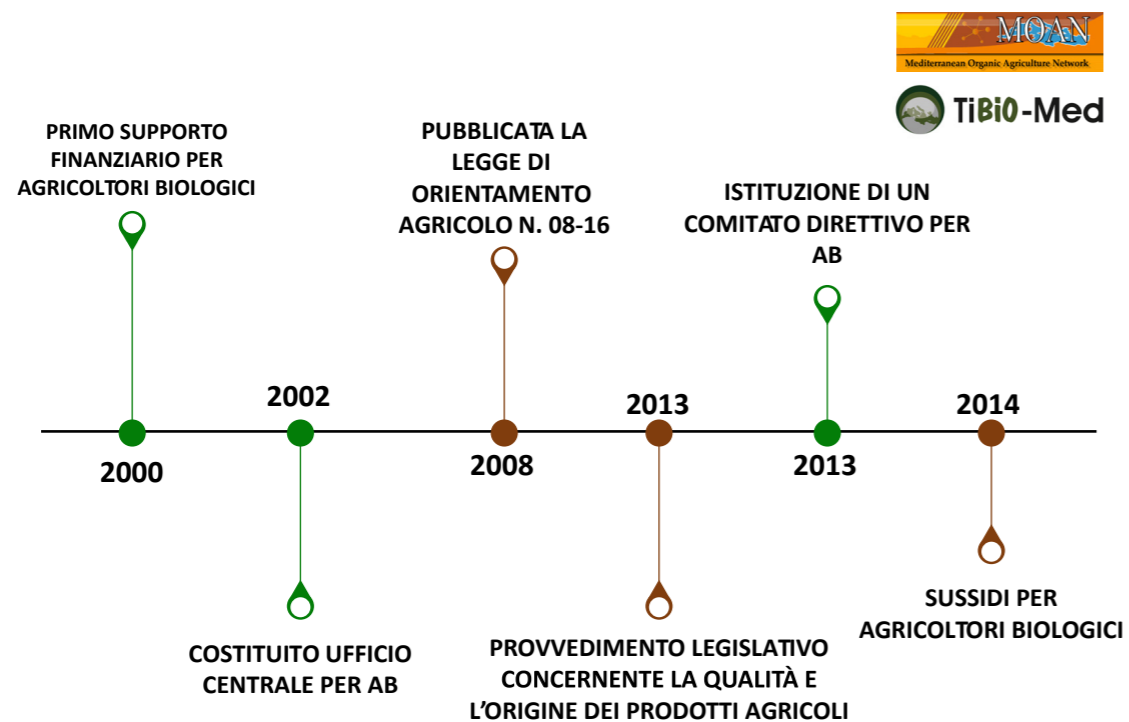 MOAN
Mediterranean Organic Agriculture Network
TiBiO-Med
PRIMO SUPPORTO
FINANZIARIO PER
AGRICOLTORI BIOLOGICI
2000
2002
COSTITUITO UFFICIO
CENTRALE PER AB
PUBBLICATA LA
LEGGE DI
ORIENTAMENTO
AGRICOLO N. 08-16
2008
2013
PROVVEDIMENTO LEGISLATIVO
CONCERNENTE LA QUALITÀ E
L'ORIGINE DEI PRODOTTI AGRICOLI
ISTITUZIONE DI UN
COMITATO DIRETTIVO PER
AB
2013
2014
SUSSIDI PER
AGRICOLTORI BIOLOGICI